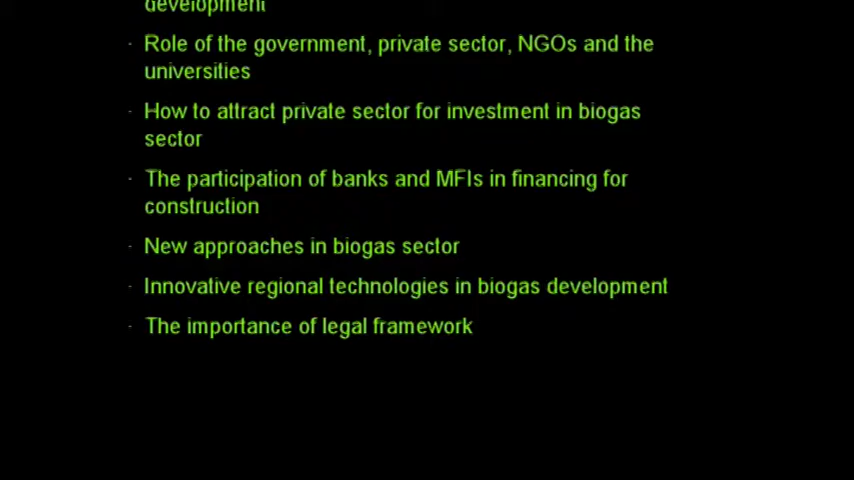 development
· Role of the government, private sector, NGOs and the
universities
· How to attract private sector for investment in biogas
sector
· The participation of banks and MFIs in financing for
construction
· New approaches in biogas sector
· Innovative regional technologies in biogas development
· The importance of legal framework